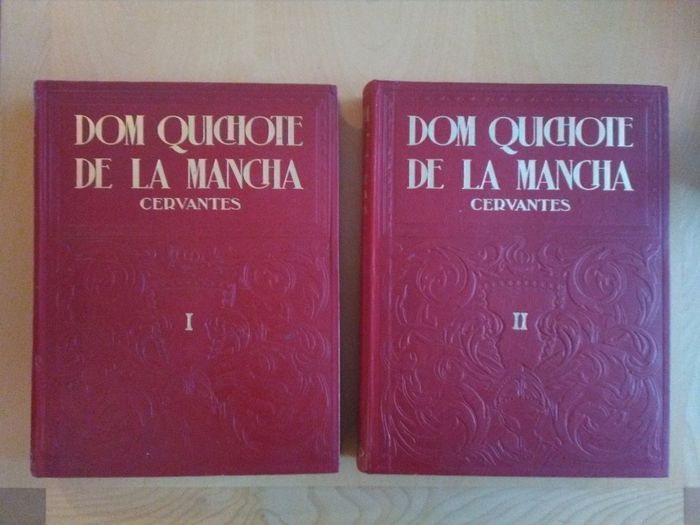 DOM QUICHOTE
DE LA MANCHA
CERVANTES
I
DOM QUICHOTE
DE LA MANCHA
CERVANTES
II